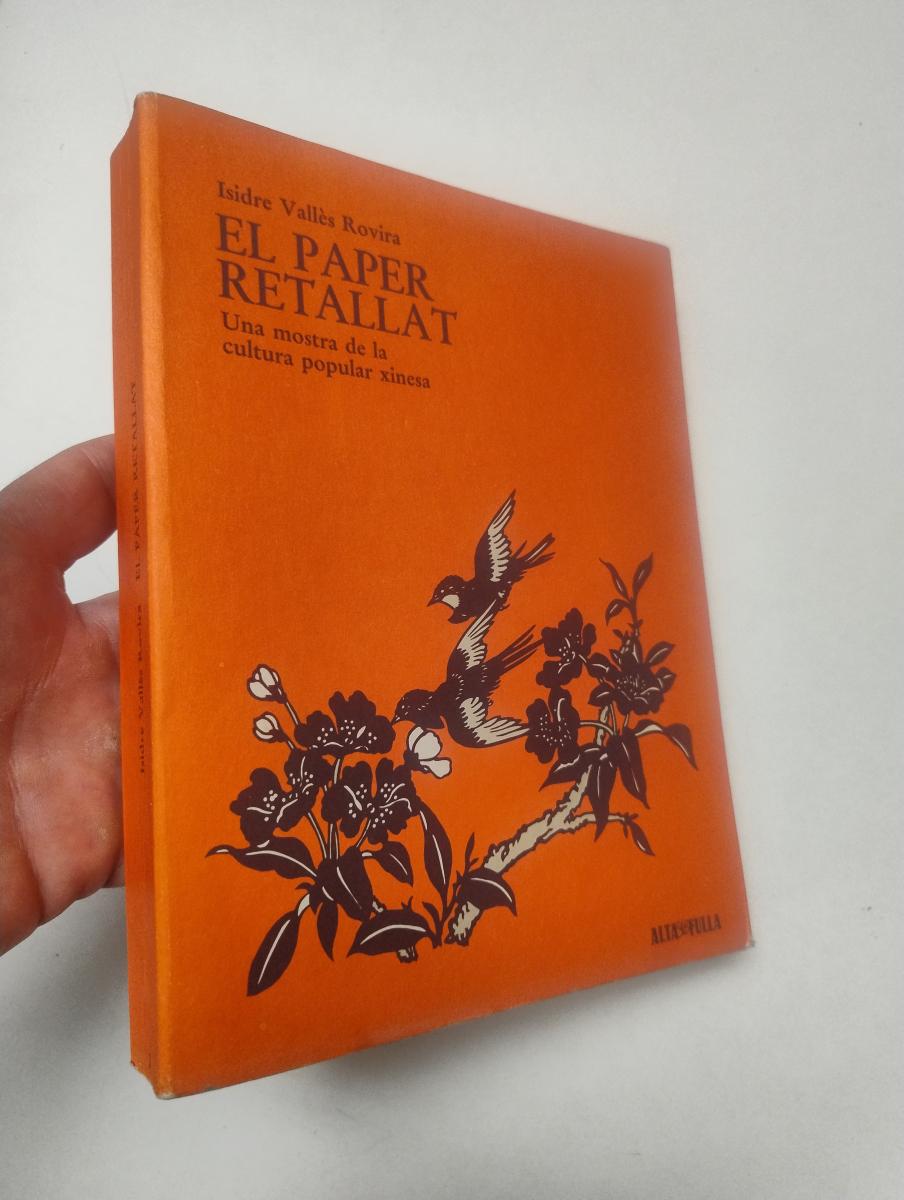 Isidre Vallès Rovira
EL PAPER
RETALLAT
Una mostra de la
cultura popular xinesa
ALTA FULLA
Isidre Vallès Rovira EL PAPER RETALLAT